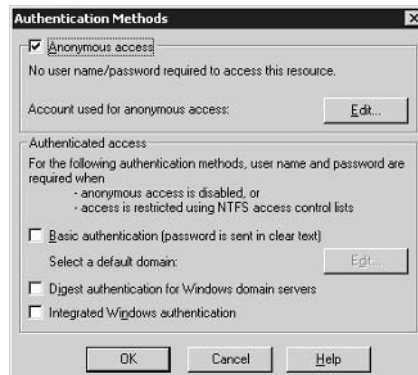 Authentication Methods
Anonymous access
No user name/password required to access this resource.
Account used for anonymous access:
Edit...
Authenticated access
For the following authentication methods, user name and password are
required when
- anonymous access is disabled, or
- access is restricted using NTFS access control lists
Basic authentication (password is sent in clear text)
Select a default domain:
Edit...
Digest authentication for Windows domain servers
Integrated Windows authentication
OK
Cancel
Help